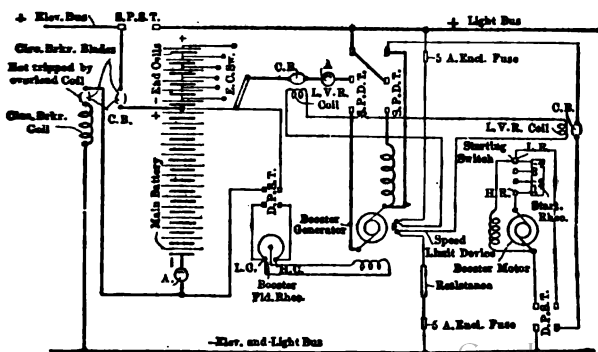 + Elev. Bus
S.P.S.T.
+ Light Bus
Circ. Brkr. Blades
Not tripped by
overload Coil
Circ. Brkr.
Coil
C.B.
+
- End Cells +
E.C. Sw.
Main Battery
-
A.
C.B.
A
L.V.R.
Coil
S.P.D.T.
S.P.D.T.
5 A. Encl. Fuse
C.B.
L.V.R. Coil
Starting
Switch
L.R.
H.R.
Start.
Rheo.
D.P.S.T.
Booster
Generator
Speed
Limit Device
Booster Motor
L.G.
H.G.
Booster
Fld. Rheo.
Resistance
5 A. Encl. Fuse
D.P.S.T.
-Elev. and Light Bus